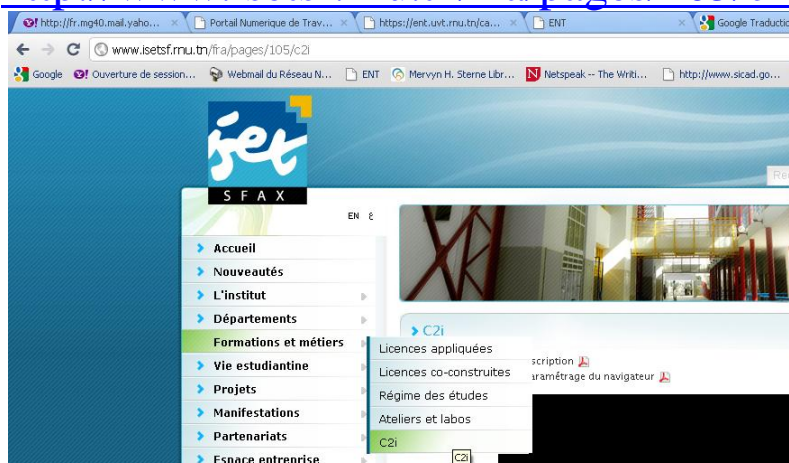 http://fr.mg40.mail.yaho... Portail Numerique de Trav... https://ent.uvt.rnu.tn/ca... ENT Google Traductio
www.isetsf.rnu.tn/fra/pages/105/c2i
Google Ouverture de session... Webmail du Réseau N... ENT Mervyn H. Sterne Libr... Netspeak -- The Writi... http://www.sicad.go...
iset
SFAX
Re
EN ع
Accueil
Nouveautés
L'institut
Départements
Formations et métiers
Vie estudiantine
Projets
Manifestations
Partenariats
Espace entreprise
C2i
Licences appliquées
Licences co-construites
Régime des études
Ateliers et labos
C2i
C2i
scription
aramétrage du navigateur